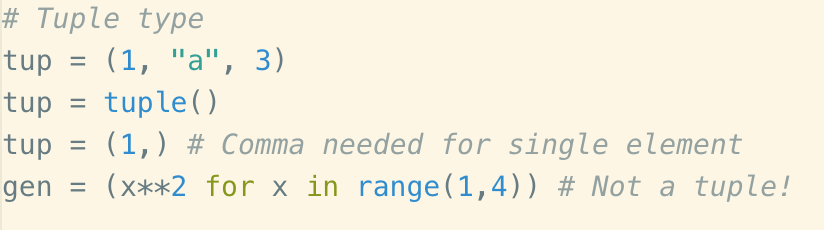 # Tuple type
tup = (1, "a", 3)
tup = tuple()
tup = (1,) # Comma needed for single element
gen = (x**2 for x in range(1,4)) # Not a tuple!